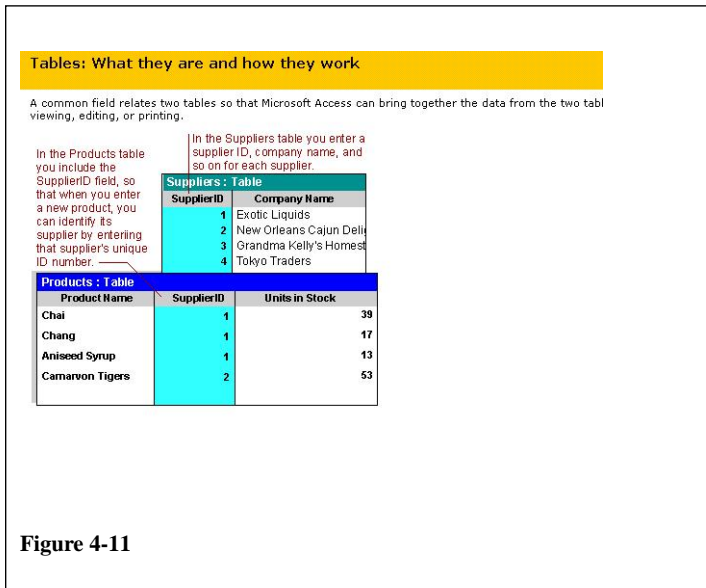 Tables: What they are and how they work
A common field relates two tables so that Microsoft Access can bring together the data from the two tabl
viewing, editing, or printing.
In the Products table
you include the
SupplierID field, so
that when you enter
a new product, you
can identify its
supplier by enteriing
that supplier's unique
ID number.
In the Suppliers table you enter a
supplier ID, company name, and
so on for each supplier.
Suppliers : Table
SupplierID Company Name
1 Exotic Liquids
2 New Orleans Cajun Deli
3 Grandma Kelly's Homest
4 Tokyo Traders
Products : Table
Product Name SupplierID Units in Stock
Chai 1 39
Chang 1 17
Aniseed Syrup 1 13
Carnarvon Tigers 2 53
Figure 4-11